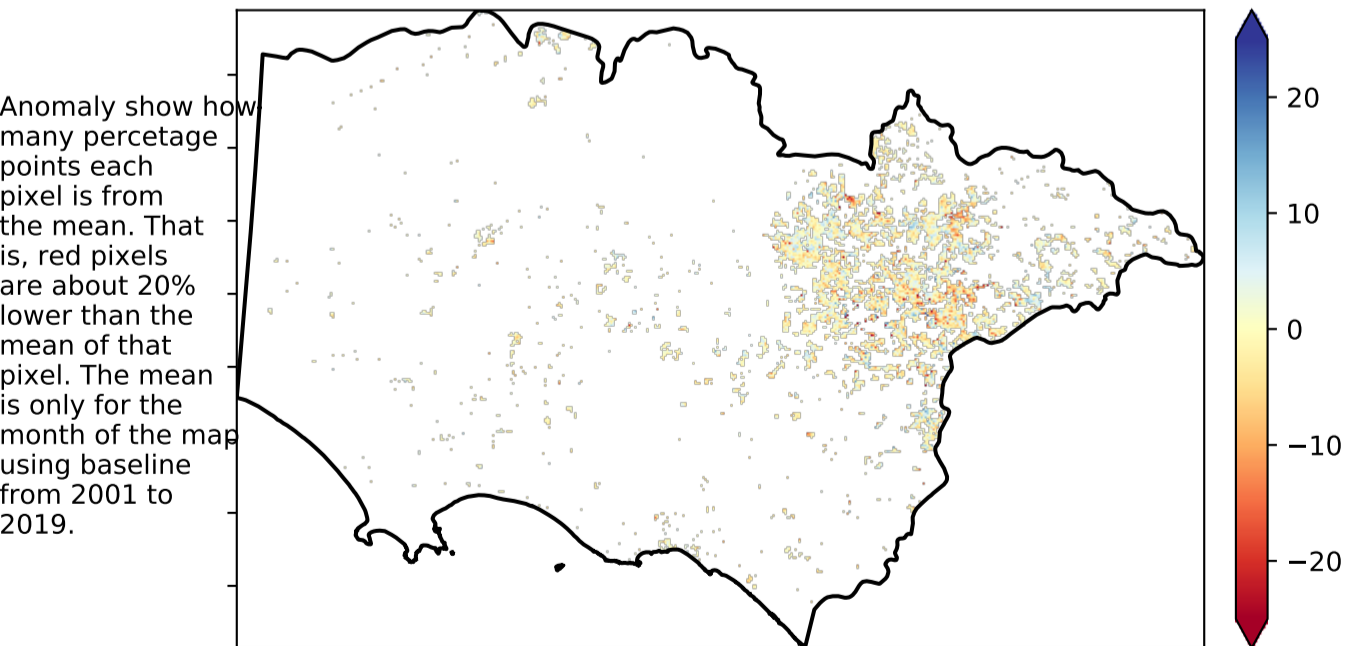 Anomaly show how
many percetage
points each
pixel is from
the mean. That
is, red pixels
are about 20%
lower than the
mean of that
pixel. The mean
is only for the
month of the map
using baseline
from 2001 to
2019.
20
10
0
−10
−20